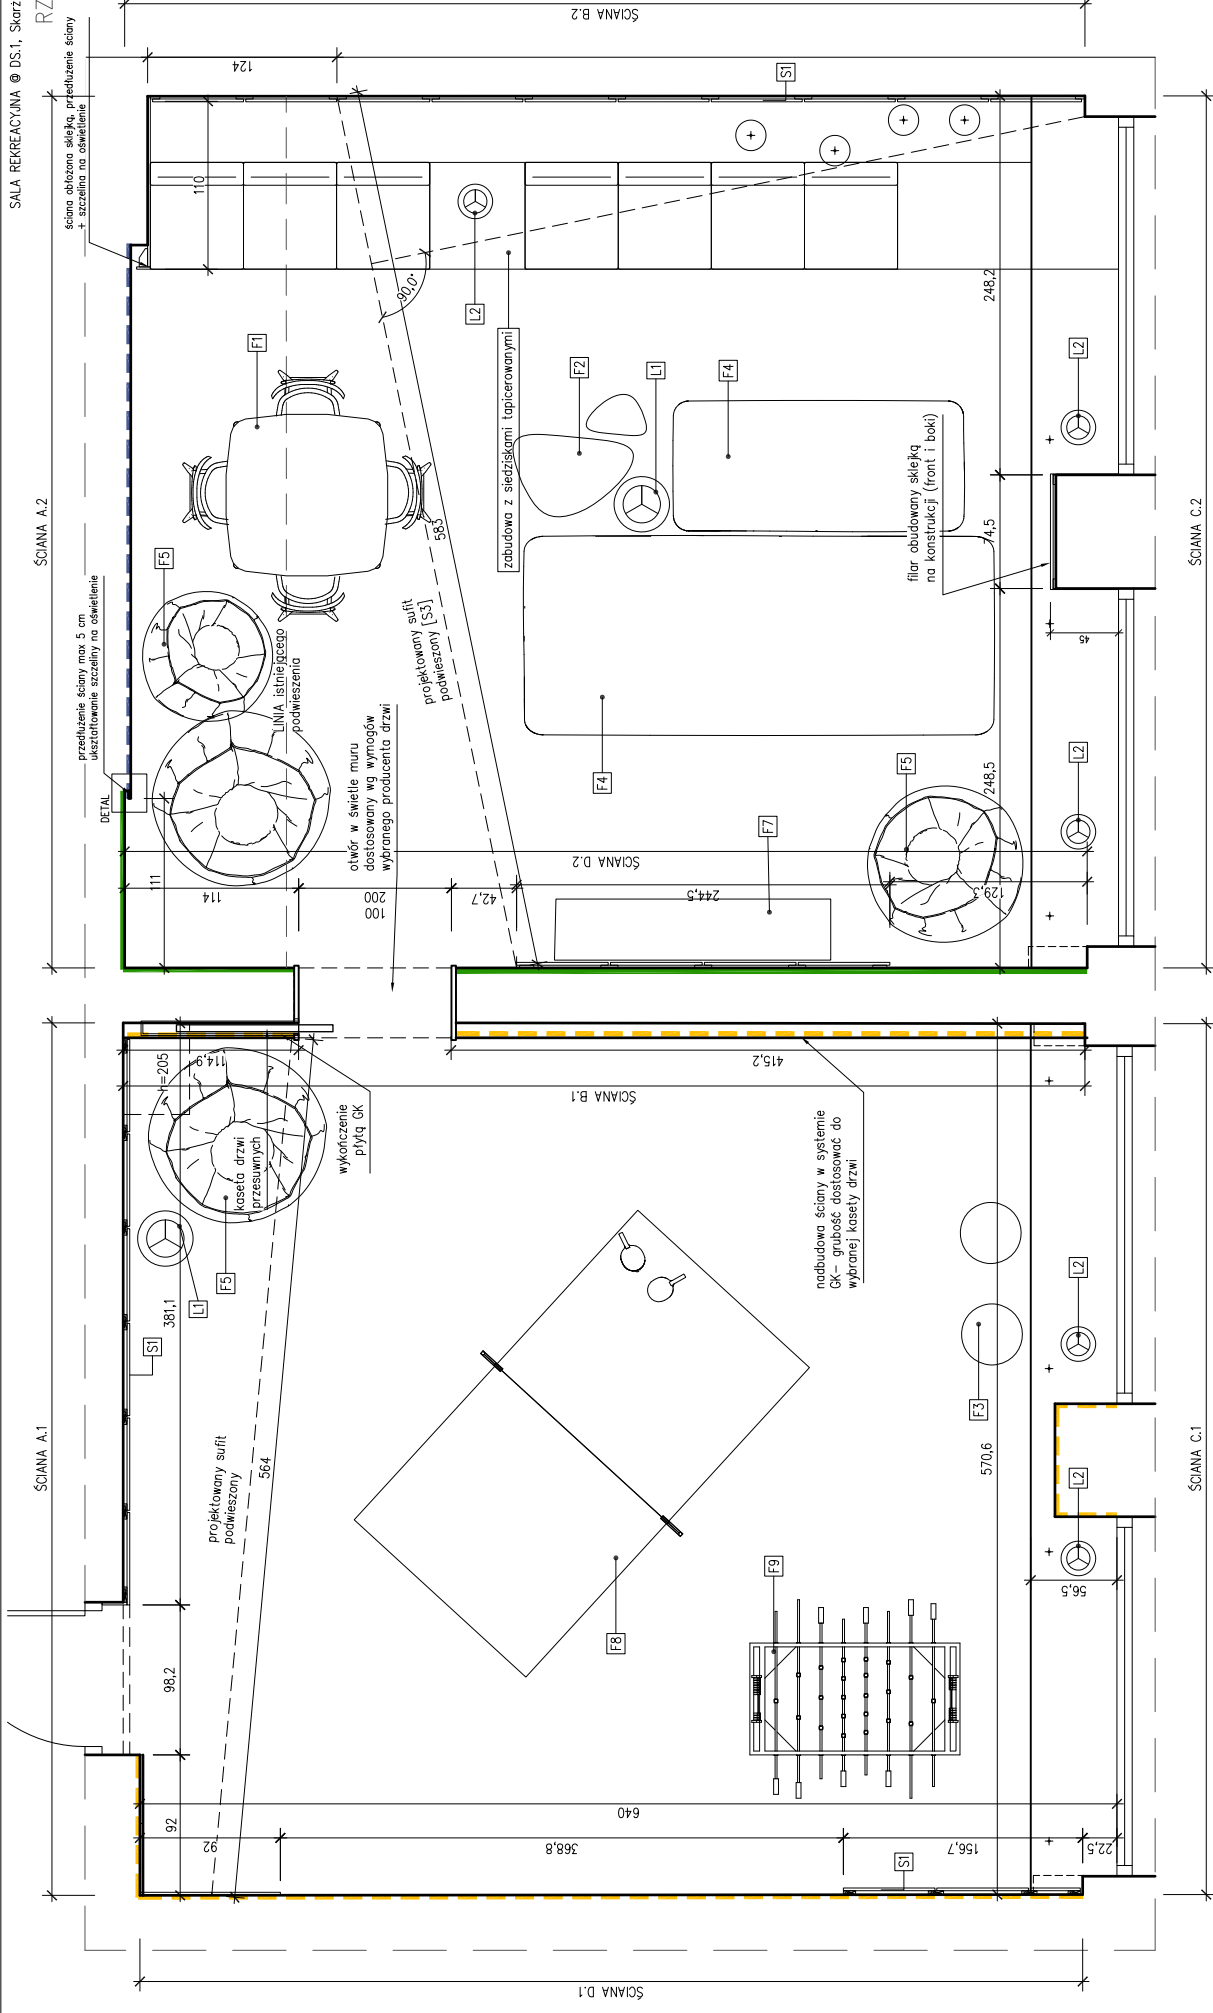 SALA REKREACYJNA @ DS.1, Skarż
RZ
ŚCIANA A.1
ŚCIANA A.2
ŚCIANA B.2
124
ściana obłożona sklejką, przedłużenie ściany
+ szczelina na oświetlenie
przedłużenie ściany max 5 cm
ukształtowanie szczeliny na oświetlenie
DETAL
S1
110
L2
F1
90,0°
zabudowa z siedziskami tapicerowanymi
F2
L1
F4
248,2
L2
filar obudowany sklejką
na konstrukcji (front i boki)
74,5
45
583
projektowany sufit
podwieszony [S3]
F5
LINIA istniejącego
podwieszenia
otwór w świetle muru
dostosowany wg wymogów
wybranego producenta drzwi
F4
F5
L2
248,5
ŚCIANA D.2
111
114
100
200
42,7
244,5
F7
129,3
ŚCIANA C.2
114,9
h=205
415,2
ŚCIANA B.1
kaseta drzwi
przesuwnych
wykończenie
płytą GK
nadbudowa ściany w systemie
GK– grubość dostosować do
wybranej kasety drzwi
F5
L1
381,1
S1
projektowany sufit
podwieszony
564
F3
L2
570,6
L2
56,5
F8
F9
98,2
92
92
640
368,8
156,7
22,5
S1
ŚCIANA C.1
ŚCIANA D.1